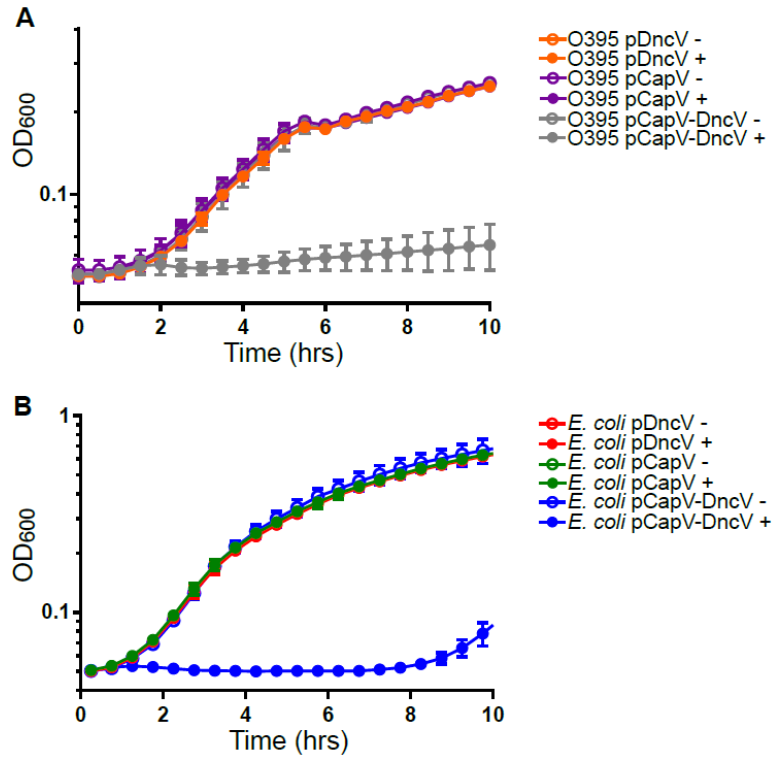 A
O395 pDncV -
O395 pDncV +
O395 pCapV -
O395 pCapV +
O395 pCapV-DncV -
O395 pCapV-DncV +
OD600
0.1
0 2 4 6 8 10
Time (hrs)
B
E. coli pDncV -
E. coli pDncV +
E. coli pCapV -
E. coli pCapV +
E. coli pCapV-DncV -
E. coli pCapV-DncV +
OD600
1
0.1
0 2 4 6 8 10
Time (hrs)